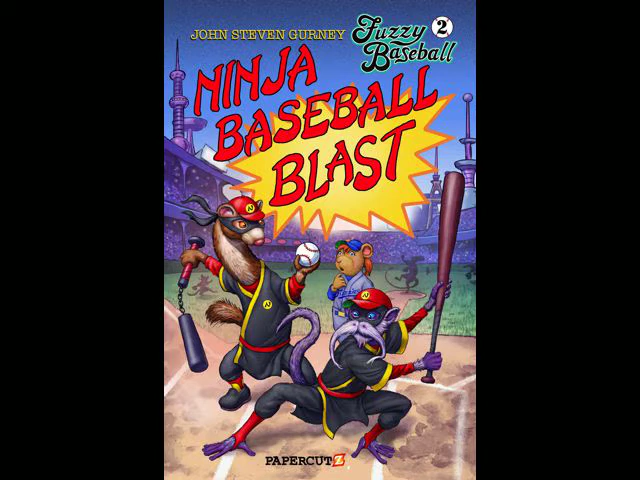 JOHN STEVEN GURNEY
Fuzzy
Baseball
2
NINJA
BASEBALL
BLAST
N
N
PAPERCUTZ